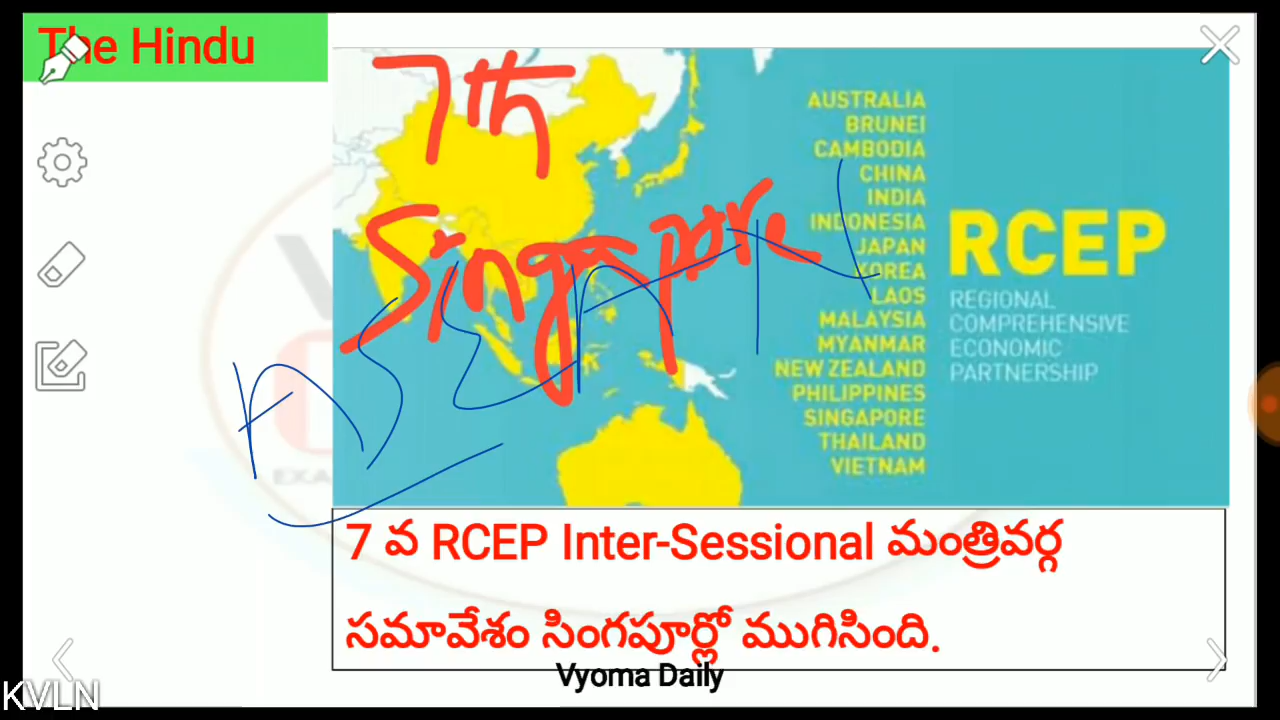 The Hindu
7th
Singapore
ASEAN
AUSTRALIA
BRUNEI
CAMBODIA
CHINA
INDIA
INDONESIA
JAPAN
KOREA
LAOS
MALAYSIA
MYANMAR
NEW ZEALAND
PHILIPPINES
SINGAPORE
THAILAND
VIETNAM
RCEP
REGIONAL
COMPREHENSIVE
ECONOMIC
PARTNERSHIP
7 వ RCEP Inter-Sessional మంత్రివర్గ
సమావేశం సింగపూర్లో ముగిసింది.
Vyoma Daily
KVLN